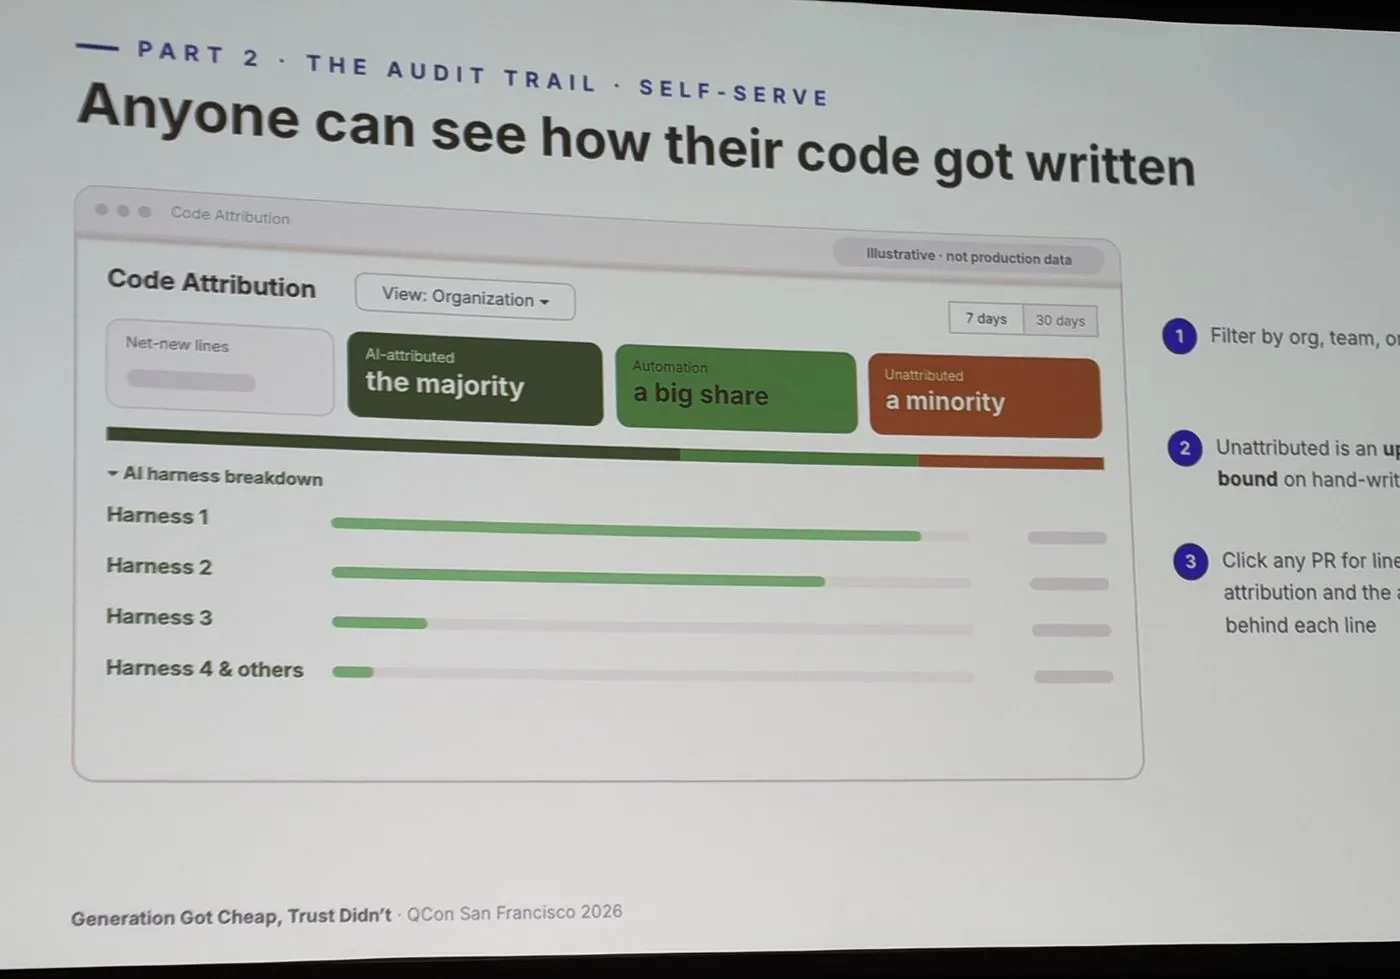 PART 2 · THE AUDIT TRAIL · SELF-SERVE
Anyone can see how their code got written
Code Attribution
Illustrative · not production data
Code Attribution
View: Organization
7 days
30 days
Net-new lines
AI-attributed
the majority
Automation
a big share
Unattributed
a minority
AI harness breakdown
Harness 1
Harness 2
Harness 3
Harness 4 & others
1
Filter by org, team, or
2
Unattributed is an
bound on hand-writ
3
Click any PR for line
attribution and the
behind each line
Generation Got Cheap, Trust Didn't · QCon San Francisco 2026